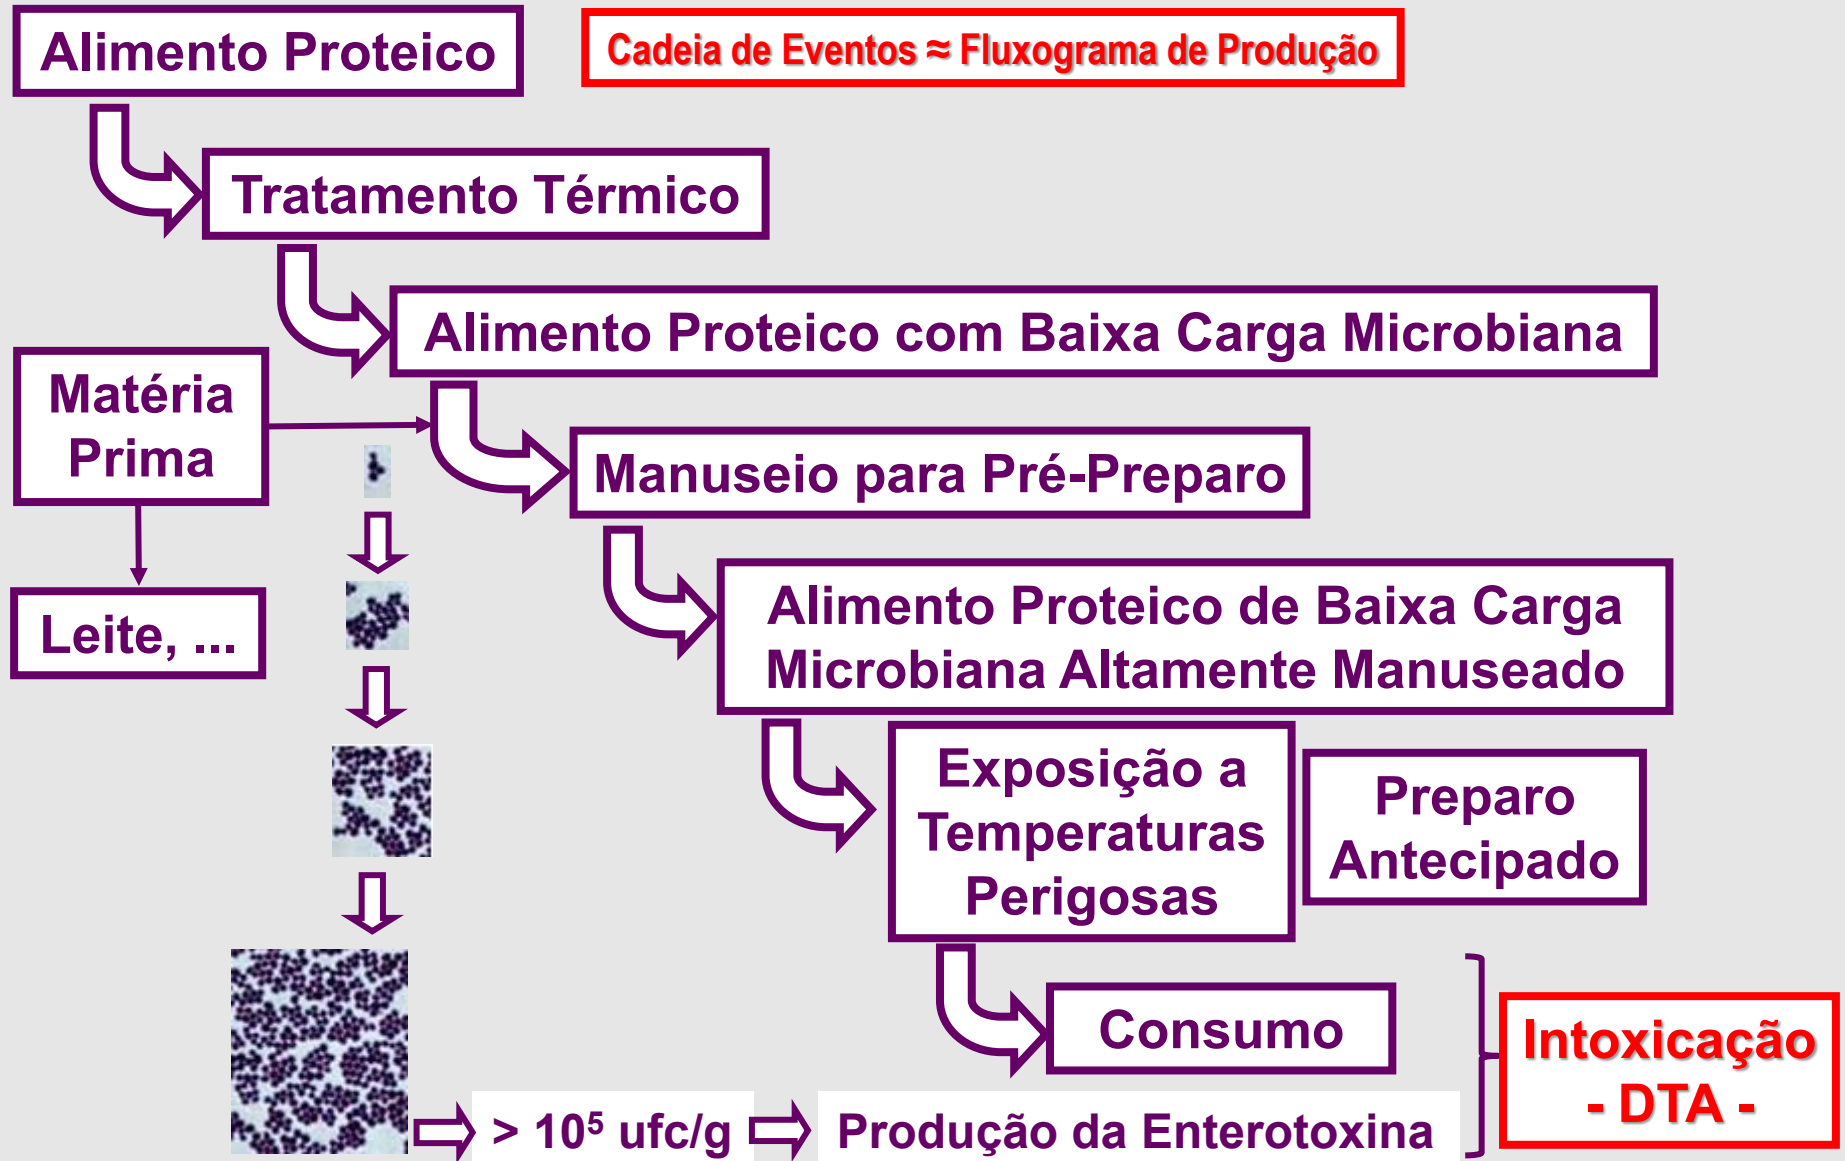 Alimento Proteico
Cadeia de Eventos ≈ Fluxograma de Produção
Tratamento Térmico
Alimento Proteico com Baixa Carga Microbiana
Matéria
Prima
Manuseio para Pré-Preparo
Leite, ...
Alimento Proteico de Baixa Carga
Microbiana Altamente Manuseado
Exposição a
Temperaturas
Perigosas
Preparo
Antecipado
Consumo
Intoxicação
- DTA -
> 10⁵ ufc/g
Produção da Enterotoxina